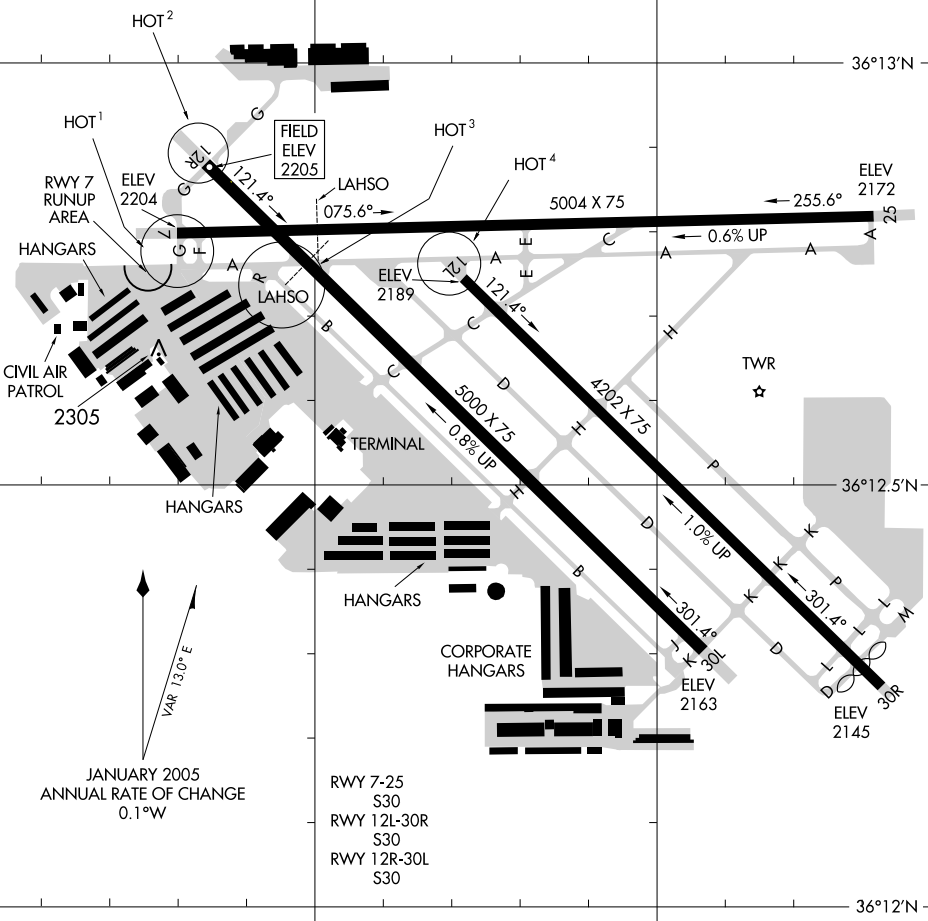 HOT 2
36°13'N
HOT 1
G
FIELD
ELEV
2205
HOT 3
12R
HOT 4
RWY 7
RUNUP
AREA
ELEV
2204
121.4°
LAHSO
ELEV
2172
G
075.6°
5004 X 75
255.6°
25
7
0.6% UP
HANGARS
G
F
A
R
A
E
E
C
A
A
A
12L
LAHSO
ELEV
2189
121.4°
B
C
H
CIVIL AIR
PATROL
2305
C
D
TWR
5000 X 75
4202 X 75
0.8% UP
H
TERMINAL
P
HANGARS
H
36°12.5'N
D
1.0% UP
K
K
HANGARS
B
P
K
301.4°
301.4°
L
M
CORPORATE
HANGARS
L
L
K
30L
D
L
D
30R
ELEV
2163
ELEV
2145
VAR 13.0° E
JANUARY 2005
ANNUAL RATE OF CHANGE
0.1°W
RWY 7-25
S30
RWY 12L-30R
S30
RWY 12R-30L
S30
36°12'N